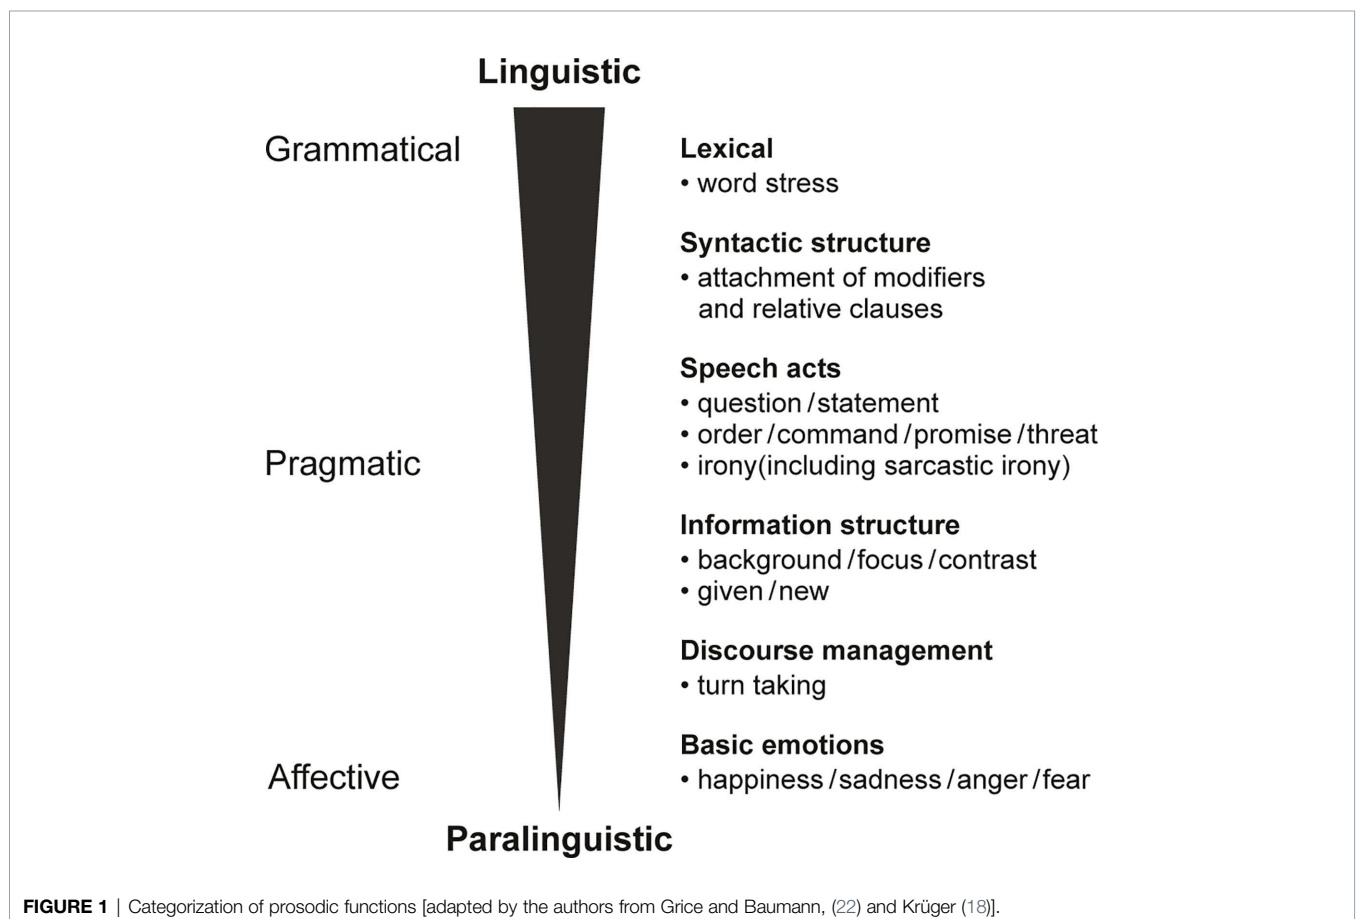 Linguistic
Grammatical
Lexical
• word stress
Syntactic structure
• attachment of modifiers
and relative clauses
Speech acts
• question/statement
• order/command/promise/threat
Pragmatic
• irony(including sarcastic irony)
Information structure
• background/focus/contrast
• given/new
Discourse management
• turn taking
Basic emotions
Affective
• happiness/sadness/anger/fear
Paralinguistic
FIGURE 1 | Categorization of prosodic functions [adapted by the authors from Grice and Baumann, (22) and Krüger (18)].